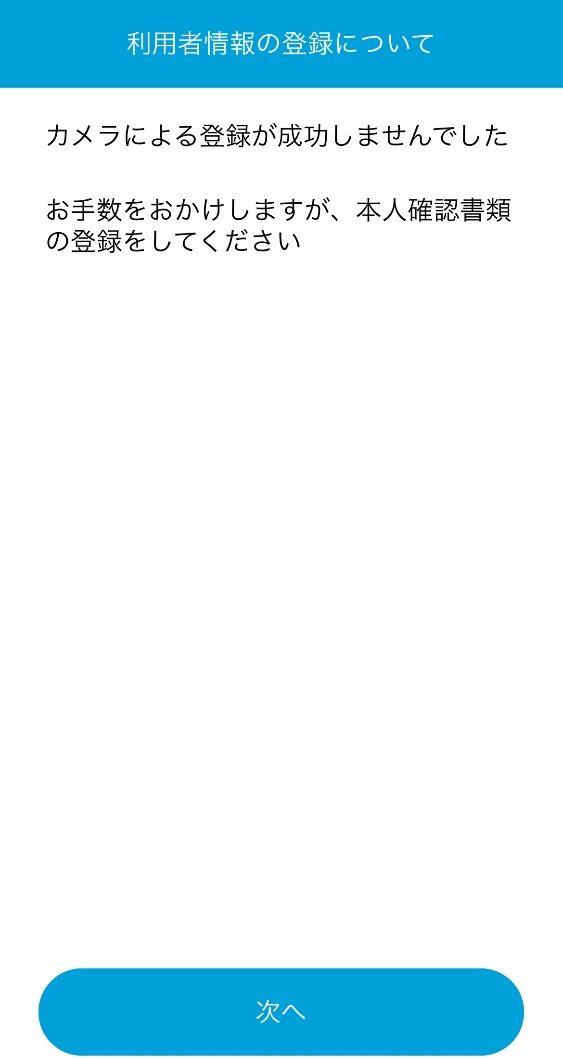 利用者情報の登録について
カメラによる登録が成功しませんでした
お手数をおかけしますが、本人確認書類
の登録をしてください
次へ